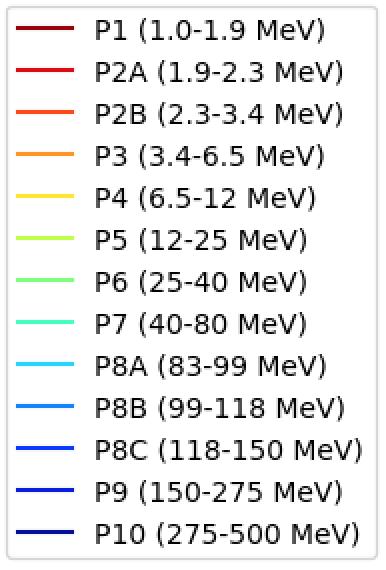 P1 (1.0-1.9 MeV)
P2A (1.9-2.3 MeV)
P2B (2.3-3.4 MeV)
P3 (3.4-6.5 MeV)
P4 (6.5-12 MeV)
P5 (12-25 MeV)
P6 (25-40 MeV)
P7 (40-80 MeV)
P8A (83-99 MeV)
P8B (99-118 MeV)
P8C (118-150 MeV)
P9 (150-275 MeV)
P10 (275-500 MeV)